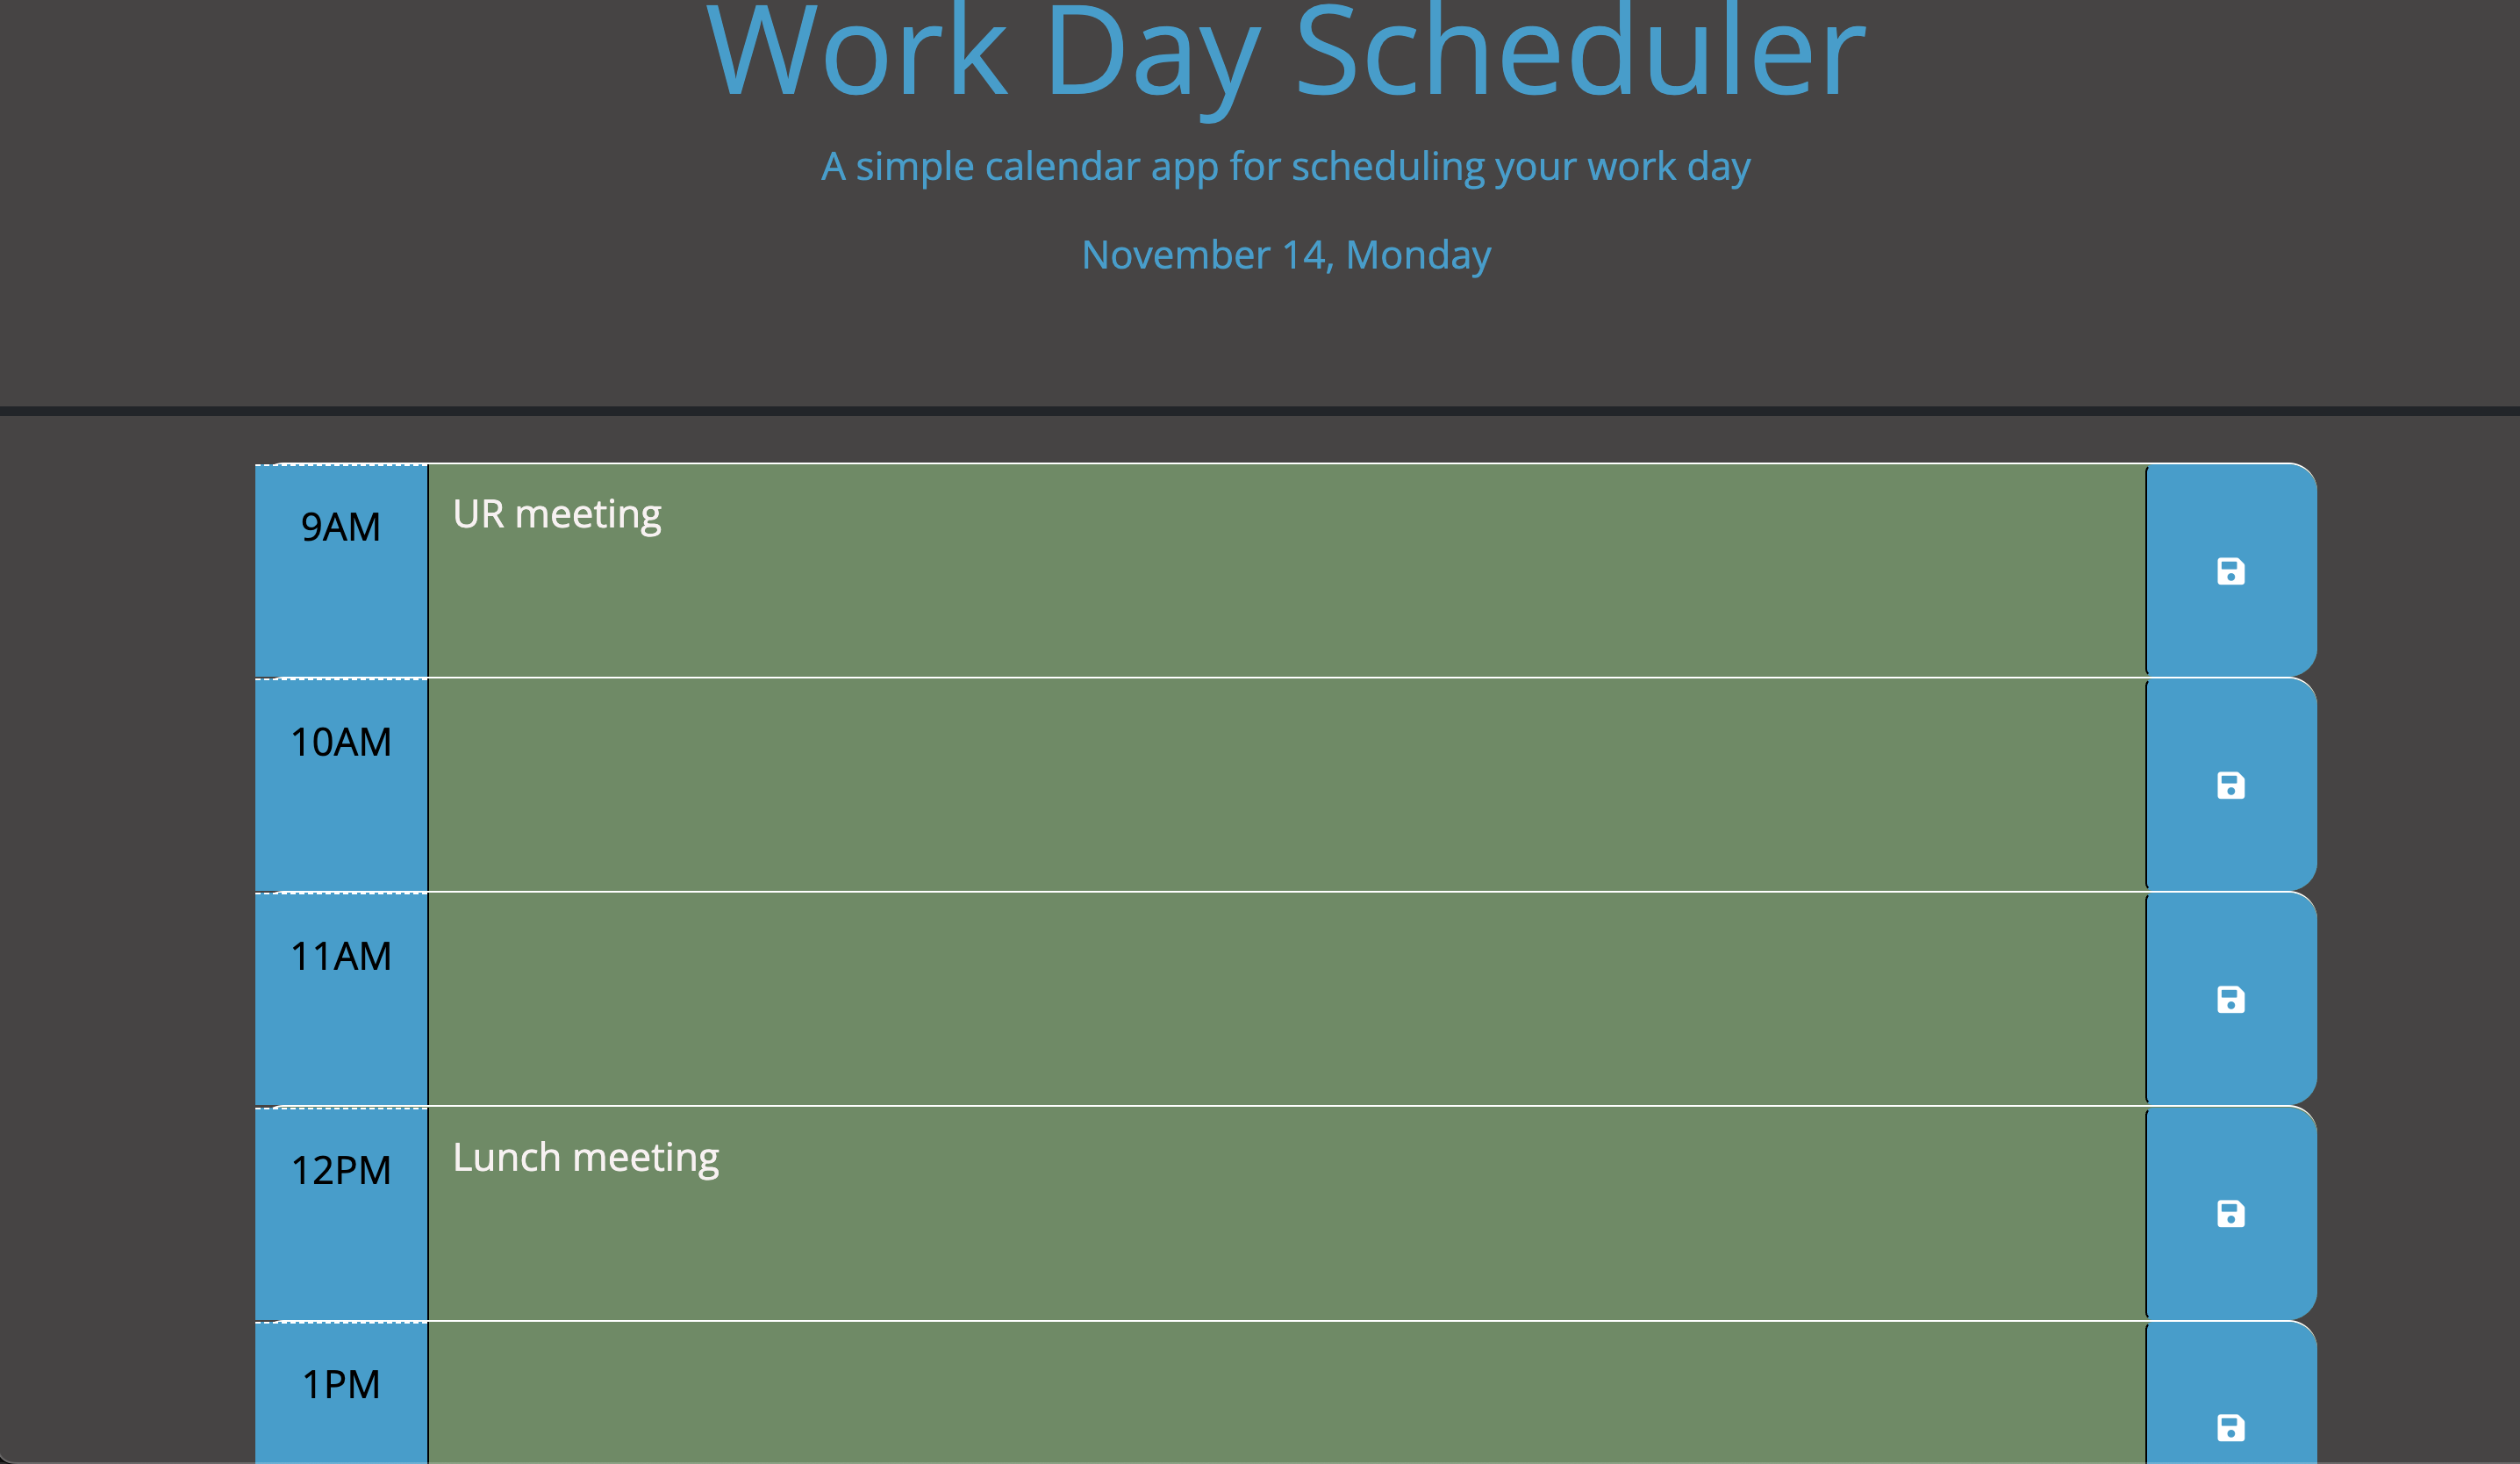 Work Day Scheduler
A simple calendar app for scheduling your work day
November 14, Monday
9AM
UR meeting
10AM
11AM
12PM
Lunch meeting
1PM